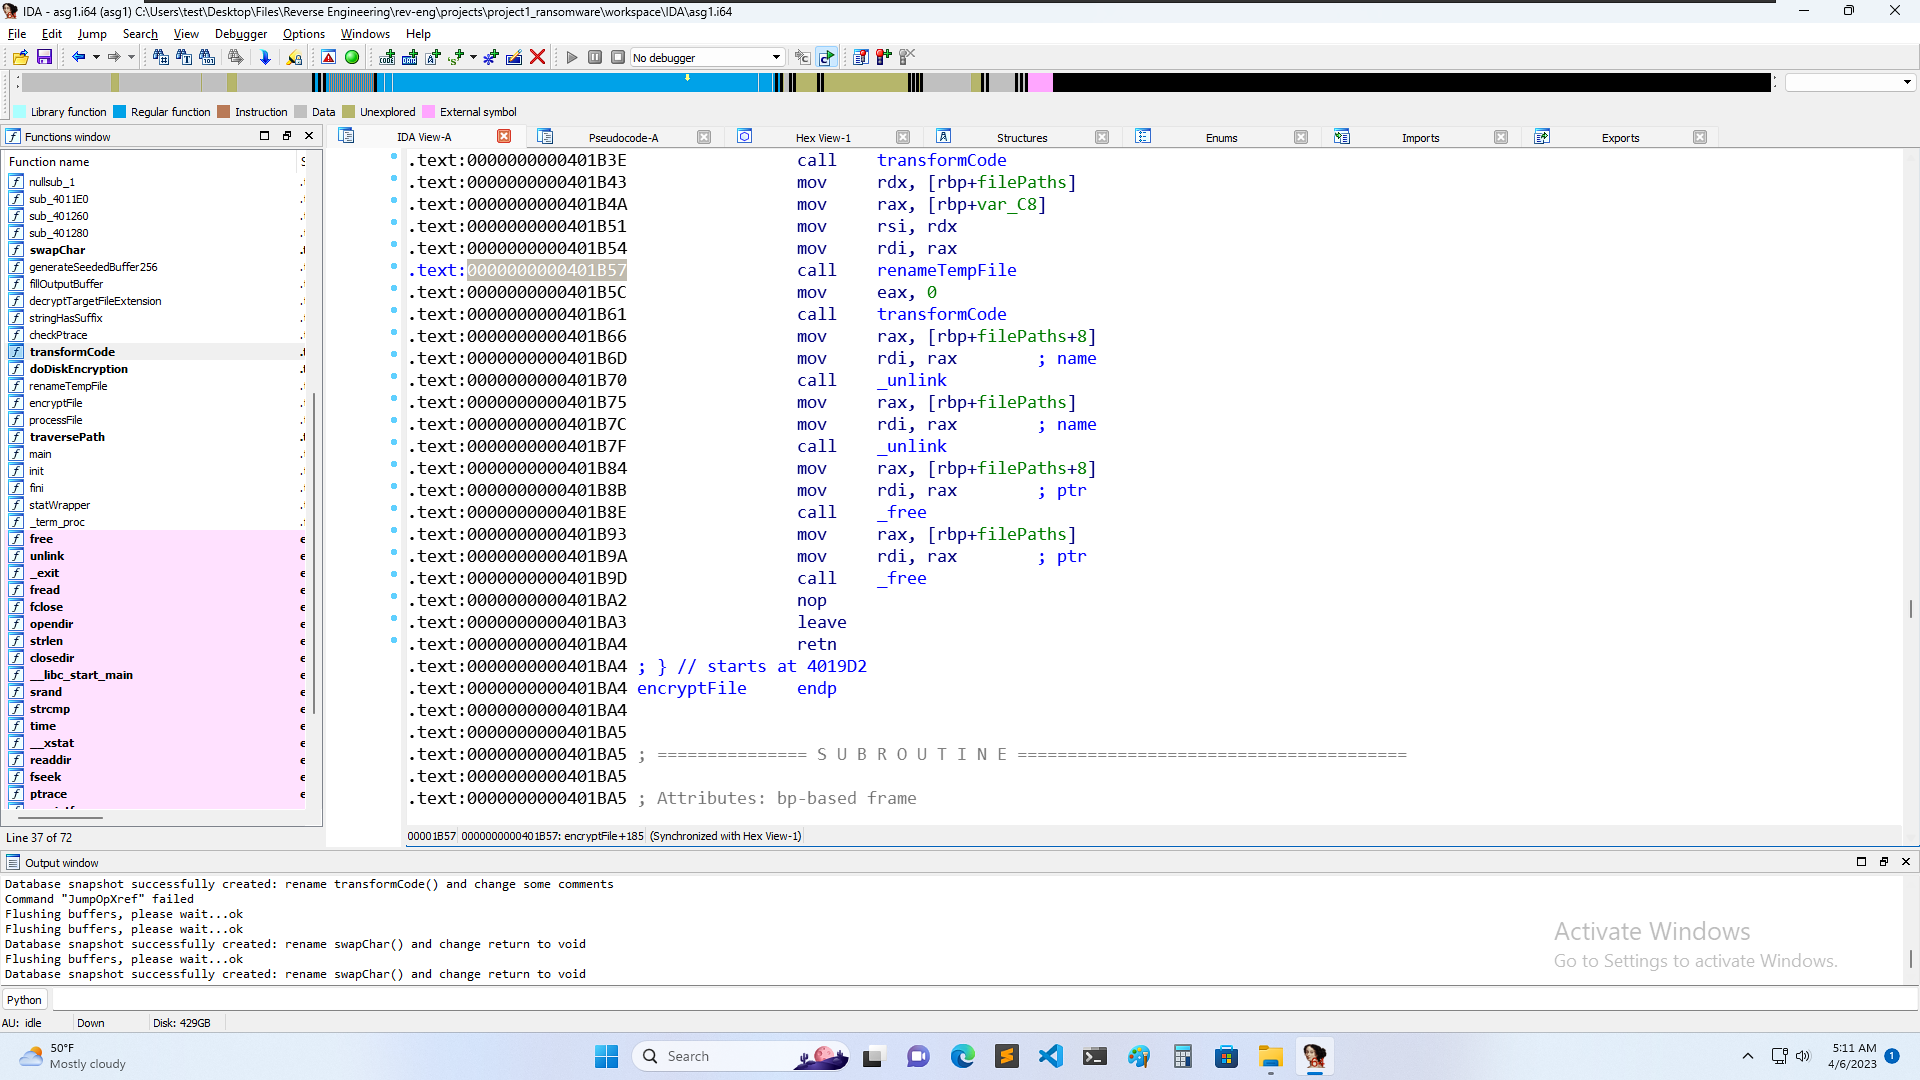 IDA - asg1.i64 (asg1) C:\Users\test\Desktop\Files\Reverse Engineering\rev-eng\projects\project1_ransomware\workspace\IDA\asg1.i64
File Edit Jump Search View Debugger Options Windows Help
No debugger
Library function Regular function Instruction Data Unexplored External symbol
Functions window
IDA View-A Pseudocode-A Hex View-1 Structures Enums Imports Exports
Function name
nullsub_1
sub_4011E0
sub_401260
sub_401280
swapChar
generateSeededBuffer256
fillOutputBuffer
decryptTargetFileExtension
stringHasSuffix
checkPtrace
transformCode
doDiskEncryption
renameTempFile
encryptFile
processFile
traversePath
main
init
fini
statWrapper
_term_proc
free
unlink
_exit
fread
fclose
opendir
strlen
closedir
__libc_start_main
srand
strcmp
time
__xstat
readdir
fseek
ptrace
Line 37 of 72
.text:0000000000401B3E call transformCode
.text:0000000000401B43 mov rdx, [rbp+filePaths]
.text:0000000000401B4A mov rax, [rbp+var_C8]
.text:0000000000401B51 mov rsi, rdx
.text:0000000000401B54 mov rdi, rax
.text:0000000000401B57 call renameTempFile
.text:0000000000401B5C mov eax, 0
.text:0000000000401B61 call transformCode
.text:0000000000401B66 mov rax, [rbp+filePaths+8]
.text:0000000000401B6D mov rdi, rax ; name
.text:0000000000401B70 call _unlink
.text:0000000000401B75 mov rax, [rbp+filePaths]
.text:0000000000401B7C mov rdi, rax ; name
.text:0000000000401B7F call _unlink
.text:0000000000401B84 mov rax, [rbp+filePaths+8]
.text:0000000000401B8B mov rdi, rax ; ptr
.text:0000000000401B8E call _free
.text:0000000000401B93 mov rax, [rbp+filePaths]
.text:0000000000401B9A mov rdi, rax ; ptr
.text:0000000000401B9D call _free
.text:0000000000401BA2 nop
.text:0000000000401BA3 leave
.text:0000000000401BA4 retn
.text:0000000000401BA4 ; } // starts at 4019D2
.text:0000000000401BA4 encryptFile endp
.text:0000000000401BA4
.text:0000000000401BA5
.text:0000000000401BA5 ; =============== S U B R O U T I N E =======================================
.text:0000000000401BA5
.text:0000000000401BA5 ; Attributes: bp-based frame
00001B57 0000000000401B57: encryptFile+185 (Synchronized with Hex View-1)
Output window
Database snapshot successfully created: rename transformCode() and change some comments
Command "JumpOpXref" failed
Flushing buffers, please wait...ok
Flushing buffers, please wait...ok
Database snapshot successfully created: rename swapChar() and change return to void
Flushing buffers, please wait...ok
Database snapshot successfully created: rename swapChar() and change return to void
Activate Windows
Go to Settings to activate Windows.
Python
AU: idle Down Disk: 429GB
50°F
Mostly cloudy
Search
5:11 AM
4/6/2023
1